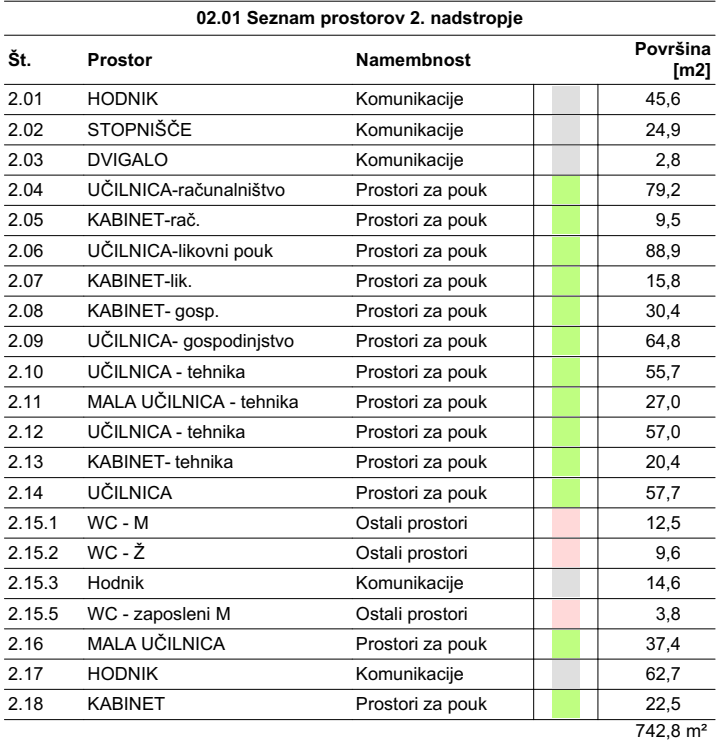 02.01 Seznam prostorov 2. nadstropje
Št. Prostor Namembnost Površina [m2]
2.01 HODNIK Komunikacije 45,6
2.02 STOPNIŠČE Komunikacije 24,9
2.03 DVIGALO Komunikacije 2,8
2.04 UČILNICA-računalništvo Prostori za pouk 79,2
2.05 KABINET-rač. Prostori za pouk 9,5
2.06 UČILNICA-likovni pouk Prostori za pouk 88,9
2.07 KABINET-lik. Prostori za pouk 15,8
2.08 KABINET- gosp. Prostori za pouk 30,4
2.09 UČILNICA- gospodinjstvo Prostori za pouk 64,8
2.10 UČILNICA - tehnika Prostori za pouk 55,7
2.11 MALA UČILNICA - tehnika Prostori za pouk 27,0
2.12 UČILNICA - tehnika Prostori za pouk 57,0
2.13 KABINET- tehnika Prostori za pouk 20,4
2.14 UČILNICA Prostori za pouk 57,7
2.15.1 WC - M Ostali prostori 12,5
2.15.2 WC - Ž Ostali prostori 9,6
2.15.3 Hodnik Komunikacije 14,6
2.15.5 WC - zaposleni M Ostali prostori 3,8
2.16 MALA UČILNICA Prostori za pouk 37,4
2.17 HODNIK Komunikacije 62,7
2.18 KABINET Prostori za pouk 22,5
742,8 m²